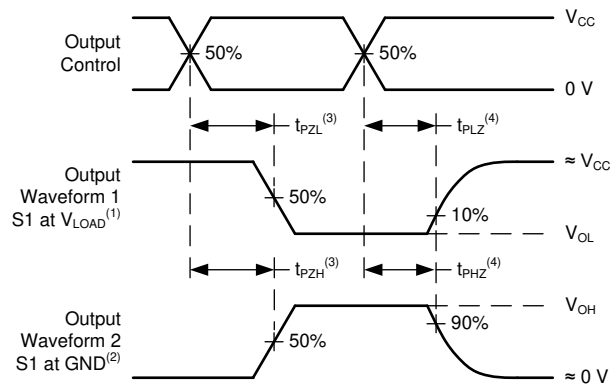 V_CC
Output
Control
50%
50%
0 V
t_PZL^(3)
t_PLZ^(4)
≈ V_CC
Output
Waveform 1
S1 at V_LOAD^(1)
50%
10%
V_OL
t_PZH^(3)
t_PHZ^(4)
V_OH
Output
Waveform 2
S1 at GND^(2)
50%
90%
≈ 0 V